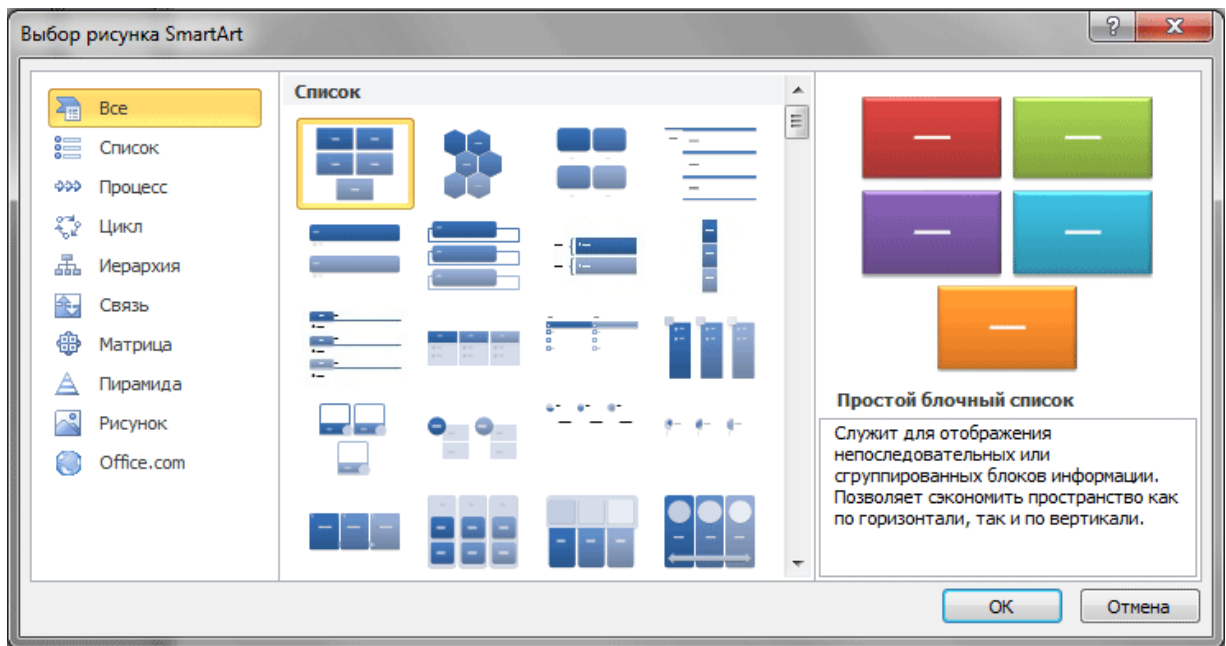 Выбор рисунка SmartArt
Все
Список
Процесс
Цикл
Иерархия
Связь
Матрица
Пирамида
Рисунок
Office.com
Список
Простой блочный список
Служит для отображения
непоследовательных или
сгруппированных блоков информации.
Позволяет сэкономить пространство как
по горизонтали, так и по вертикали.
ОК
Отмена